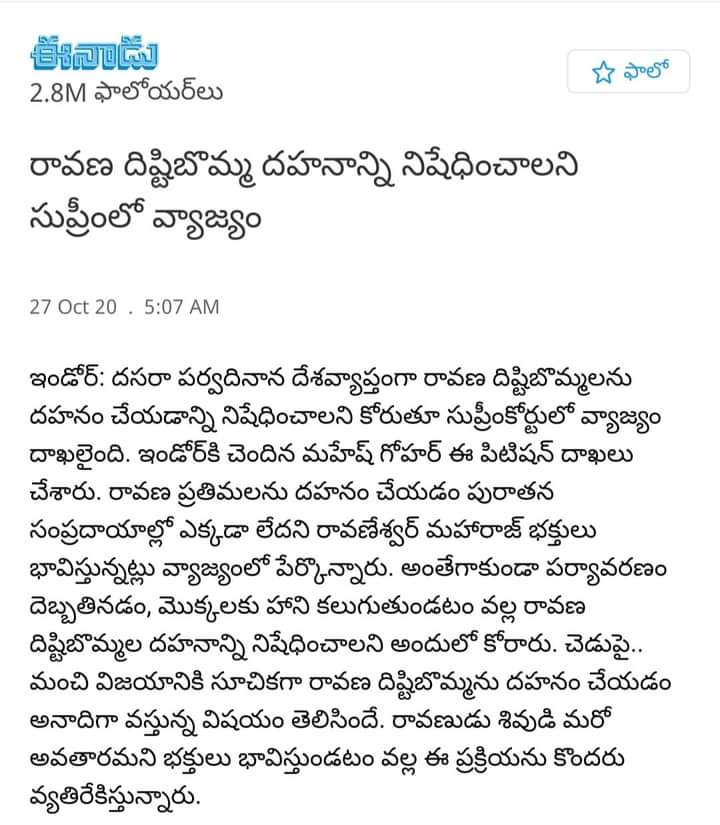 ఈనాడు
2.8M ఫాలోయర్‌లు
ఫాలో
రావణ దిష్టిబొమ్మ దహనాన్ని నిషేధించాలని
సుప్రీంలో వ్యాజ్యం
27 Oct 20 . 5:07 AM
ఇండోర్: దసరా పర్వదినాన దేశవ్యాప్తంగా రావణ దిష్టిబొమ్మలను
దహనం చేయడాన్ని నిషేధించాలని కోరుతూ సుప్రీంకోర్టులో వ్యాజ్యం
దాఖలైంది. ఇండోర్‌కి చెందిన మహేష్ గోహర్ ఈ పిటిషన్ దాఖలు
చేశారు. రావణ ప్రతిమలను దహనం చేయడం పురాతన
సంప్రదాయాల్లో ఎక్కడా లేదని రావణేశ్వర్ మహారాజ్ భక్తులు
భావిస్తున్నట్లు వ్యాజ్యంలో పేర్కొన్నారు. అంతేగాకుండా పర్యావరణం
దెబ్బతినడం, మొక్కలకు హాని కలుగుతుండటం వల్ల రావణ
దిష్టిబొమ్మల దహనాన్ని నిషేధించాలని అందులో కోరారు. చెడుపై..
మంచి విజయానికి సూచికగా రావణ దిష్టిబొమ్మను దహనం చేయడం
అనాదిగా వస్తున్న విషయం తెలిసిందే. రావణుడు శివుడి మరో
అవతారమని భక్తులు భావిస్తుండటం వల్ల ఈ ప్రక్రియను కొందరు
వ్యతిరేకిస్తున్నారు.